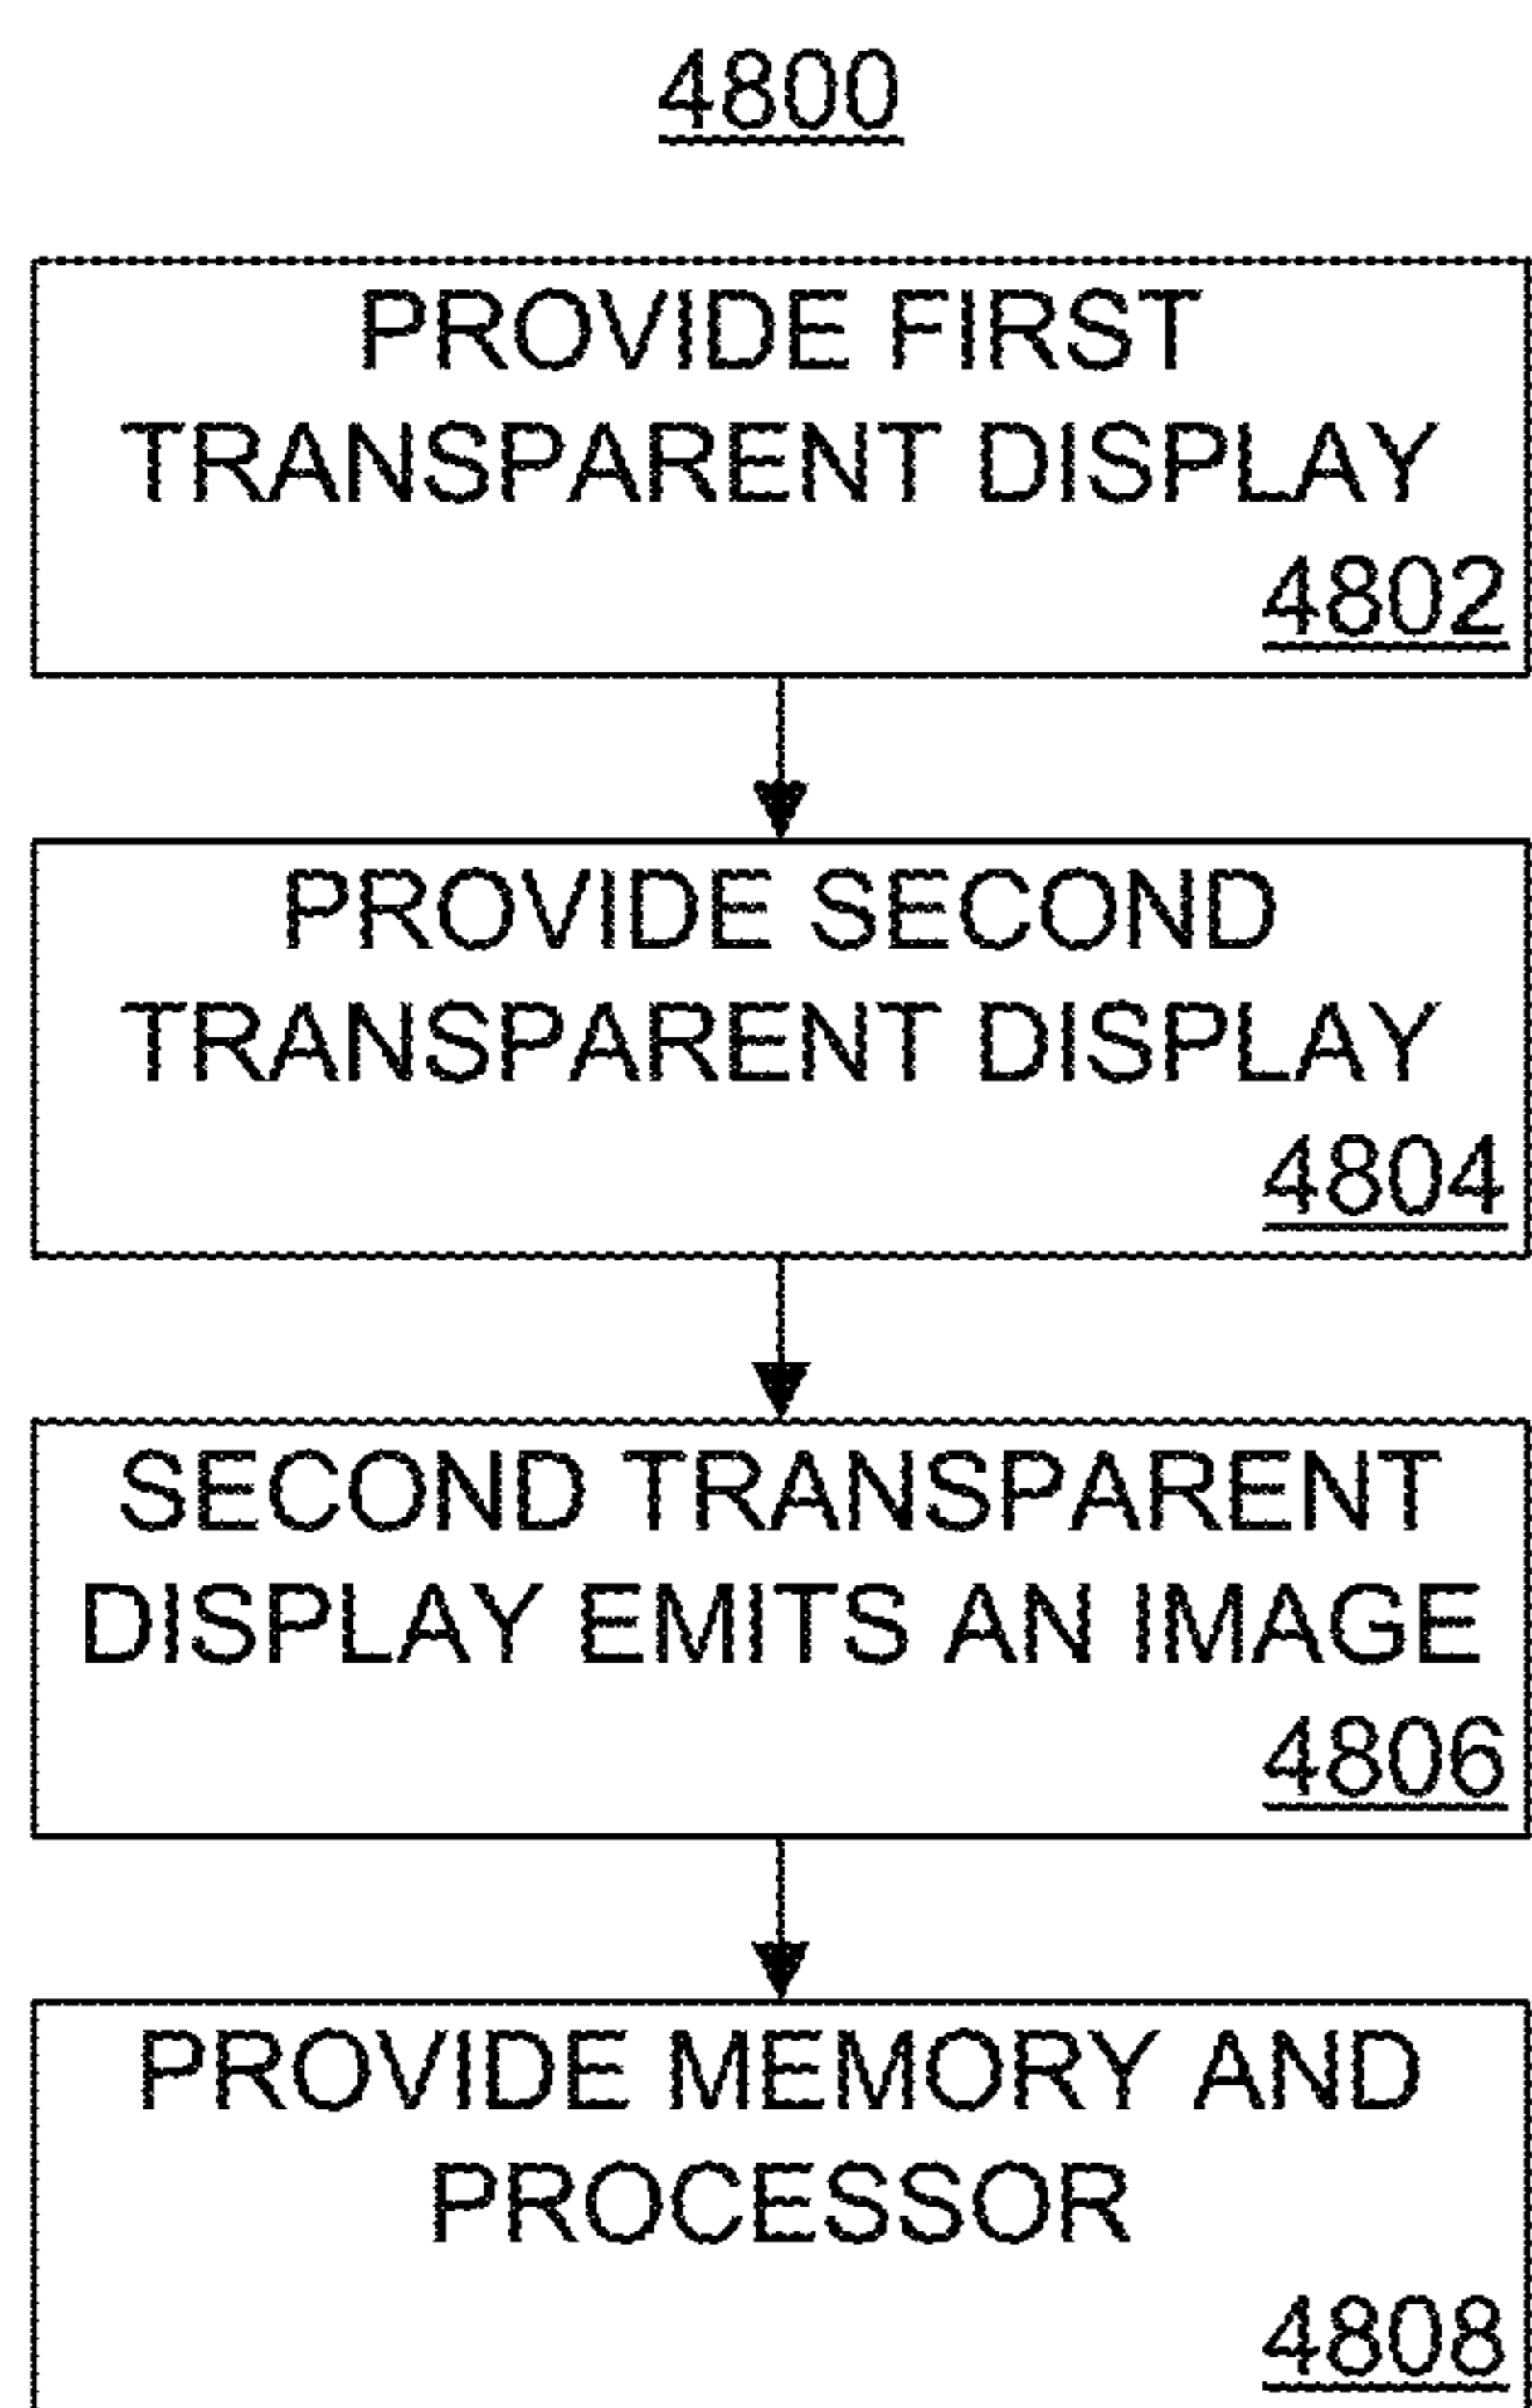 4800
PROVIDE FIRST
TRANSPARENT DISPLAY
4802
PROVIDE SECOND
TRANSPARENT DISPLAY
4804
SECOND TRANSPARENT
DISPLAY EMITS AN IMAGE
4806
PROVIDE MEMORY AND
PROCESSOR
4808